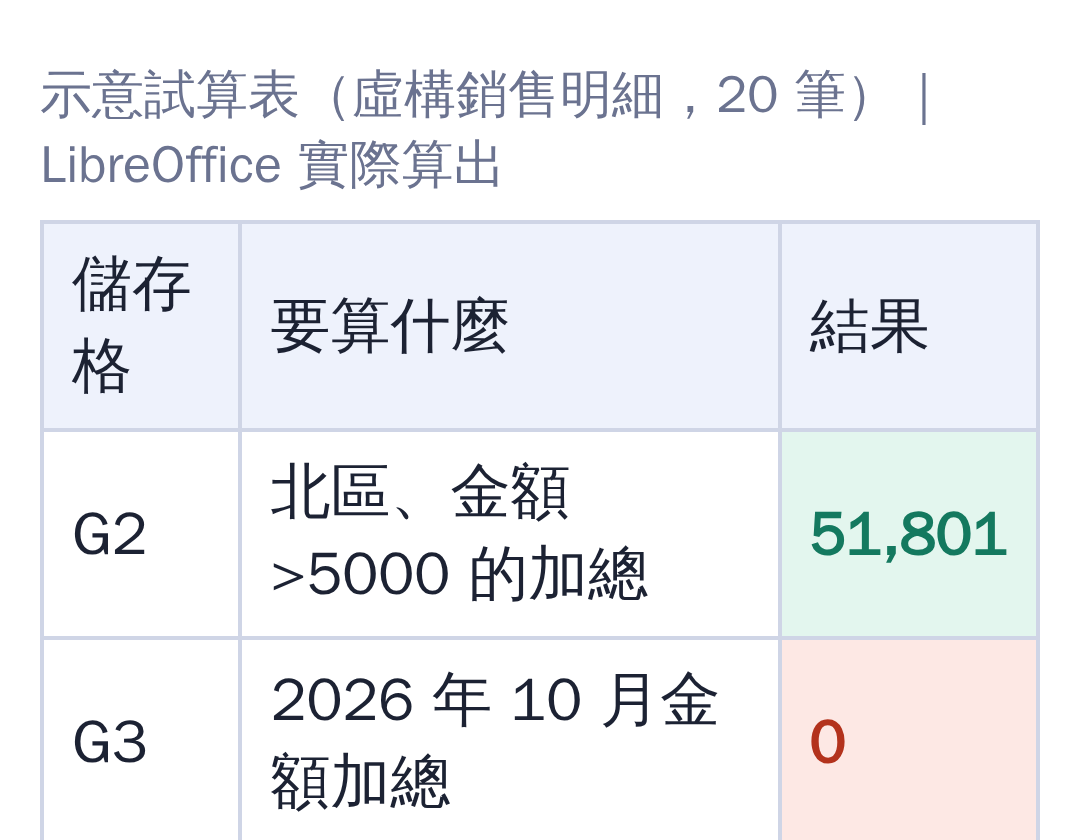 示意試算表（虛構銷售明細，20 筆）｜
LibreOffice 實際算出
儲存
格
要算什麼
結果
G2
北區、金額
>5000 的加總
51,801
G3
2026 年 10 月金
額加總
0